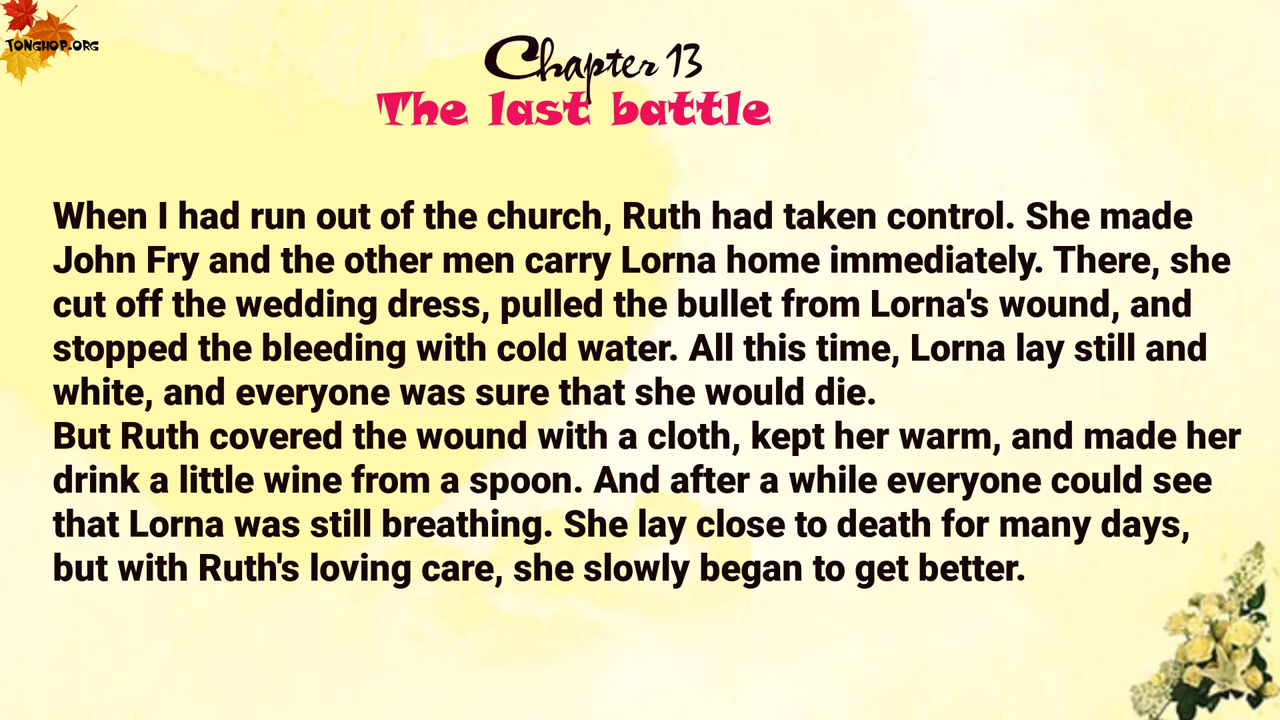 TONGHOP.ORG
Chapter 13
The last battle
When I had run out of the church, Ruth had taken control. She made
John Fry and the other men carry Lorna home immediately. There, she
cut off the wedding dress, pulled the bullet from Lorna's wound, and
stopped the bleeding with cold water. All this time, Lorna lay still and
white, and everyone was sure that she would die.
But Ruth covered the wound with a cloth, kept her warm, and made her
drink a little wine from a spoon. And after a while everyone could see
that Lorna was still breathing. She lay close to death for many days,
but with Ruth's loving care, she slowly began to get better.